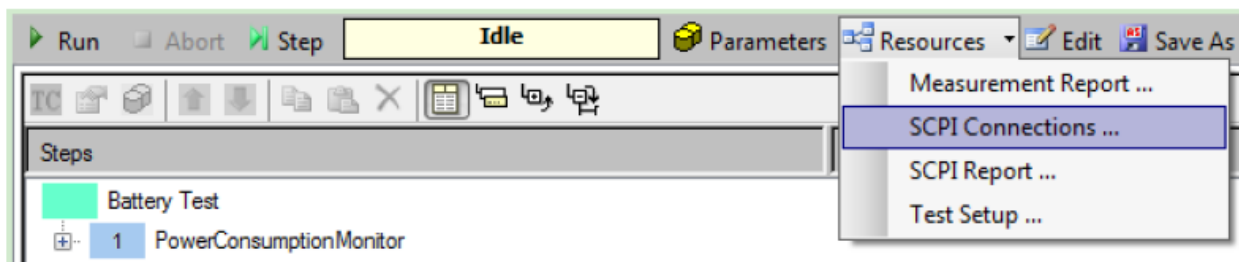 Run Abort Step Idle Parameters Resources Edit Save As
Measurement Report ...
TC
SCPI Connections ...
Steps
SCPI Report ...
Battery Test
Test Setup ...
1 PowerConsumptionMonitor